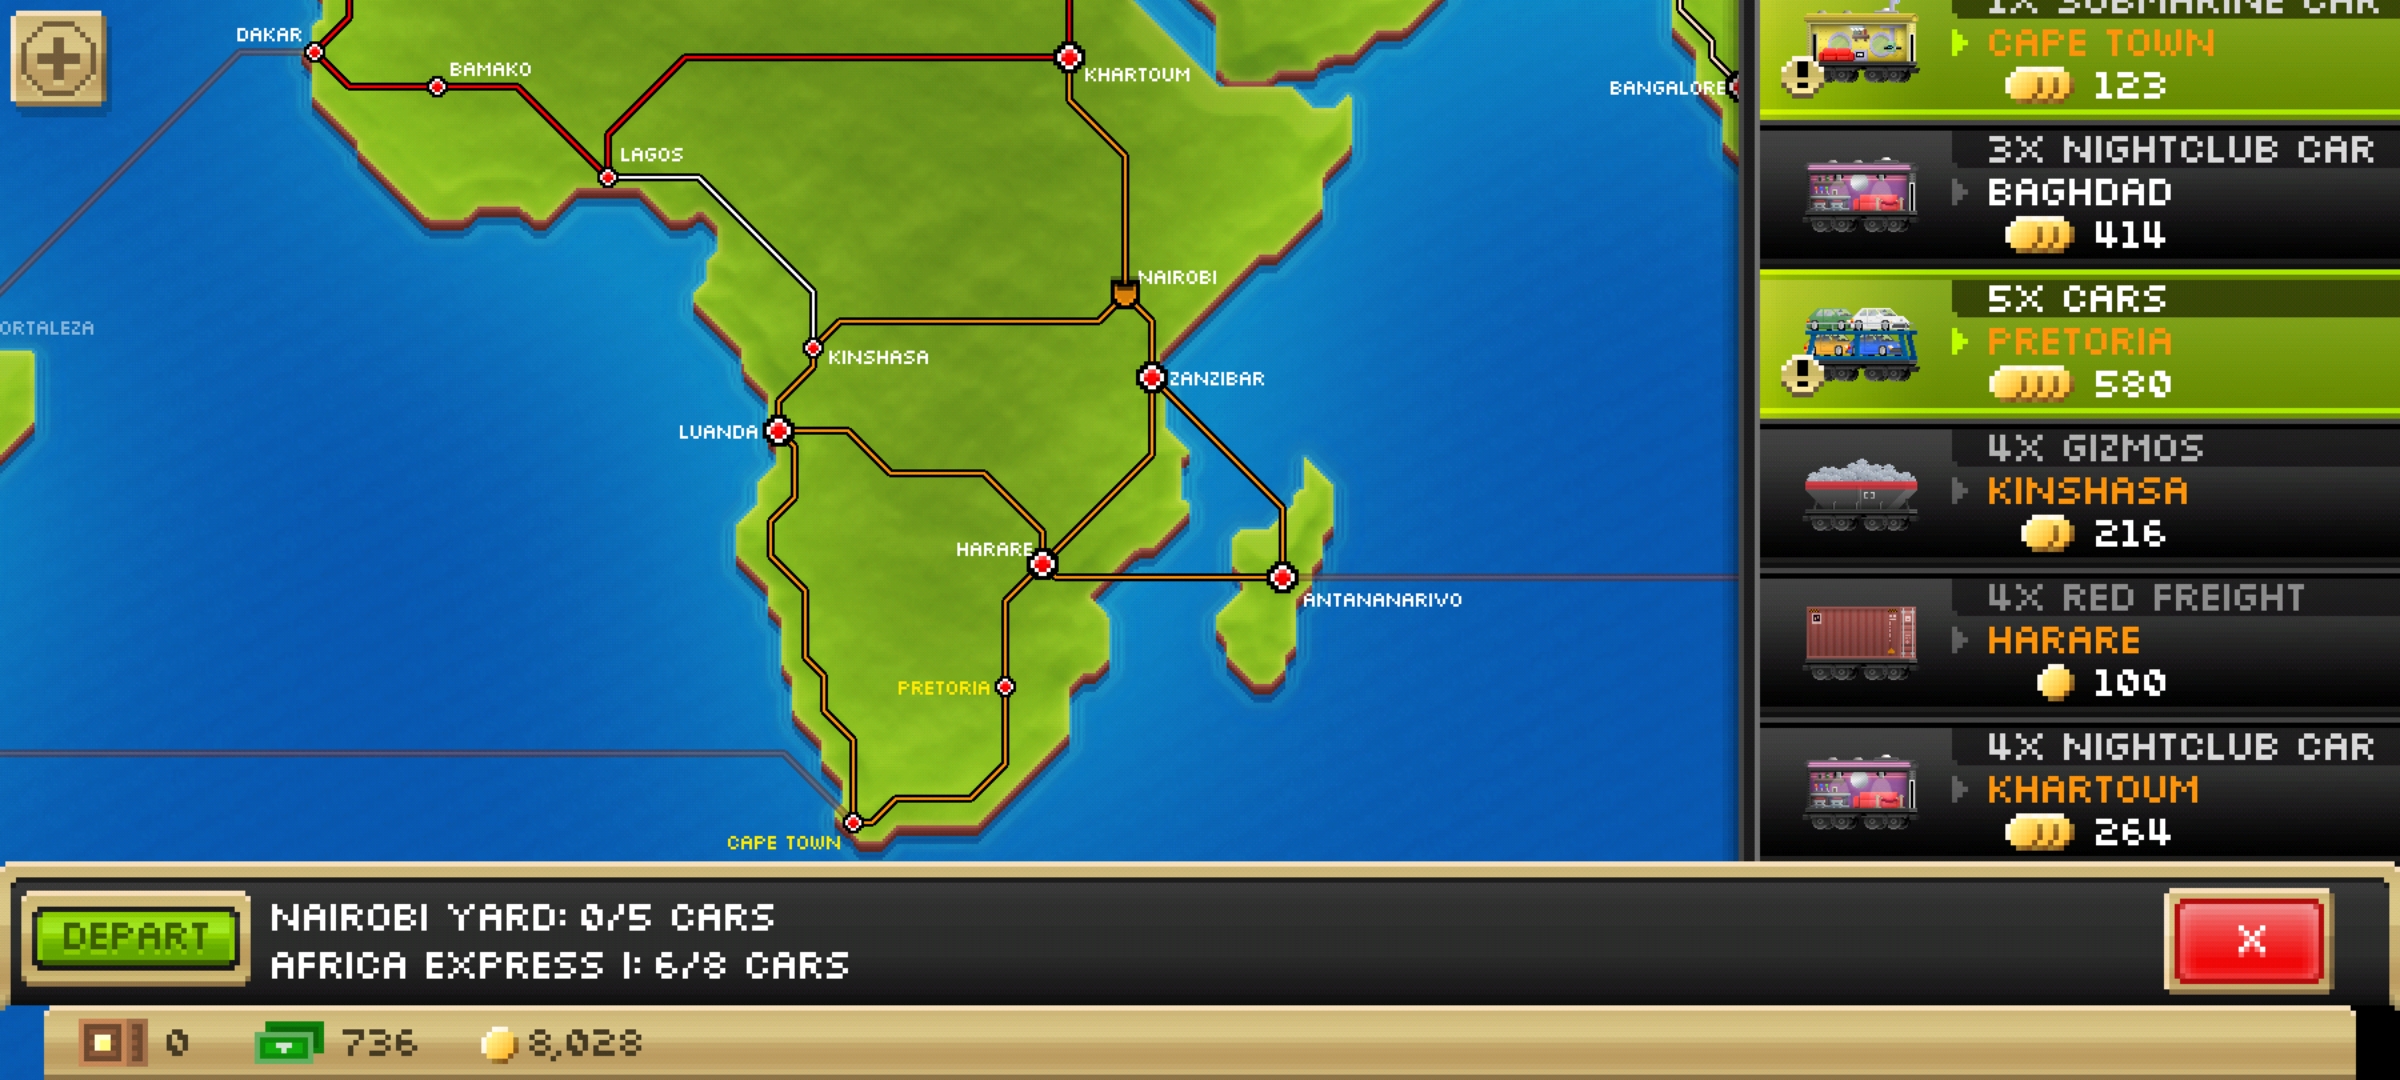 DAKAR
BAMAKO
KHARTOUM
LAGOS
BANGALORE
NAIROBI
ORTALEZA
KINSHASA
ZANZIBAR
LUANDA
HARARE
ANTANANARIVO
PRETORIA
CAPE TOWN
1X SUBMARINE CAR
CAPE TOWN
123
3X NIGHTCLUB CAR
BAGHDAD
414
5X CARS
PRETORIA
580
4X GIZMOS
KINSHASA
216
4X RED FREIGHT
HARARE
100
4X NIGHTCLUB CAR
KHARTOUM
264
DEPART
NAIROBI YARD: 0/5 CARS
AFRICA EXPRESS I: 6/8 CARS
X
0
736
8,028